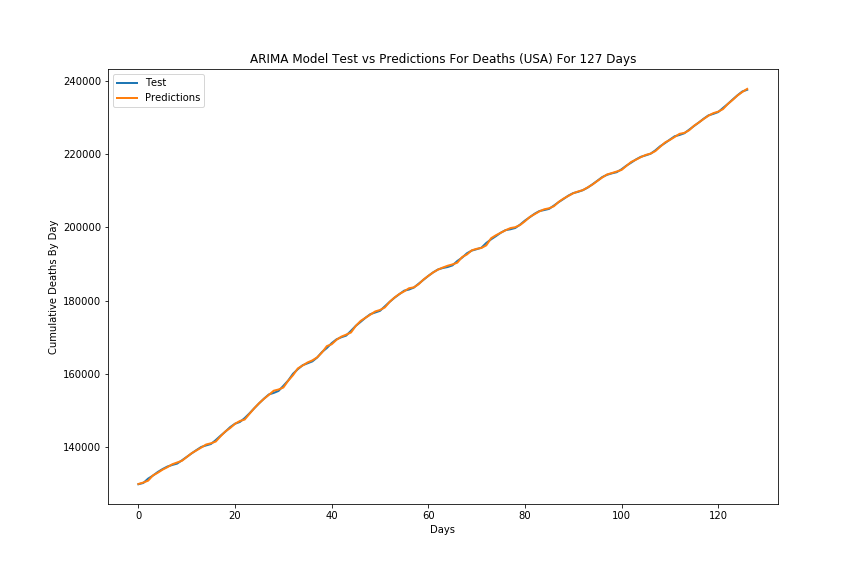 ARIMA Model Test vs Predictions For Deaths (USA) For 127 Days
Test
Predictions
240000
220000
200000
180000
160000
140000
Cumulative Deaths By Day
0 20 40 60 80 100 120
Days